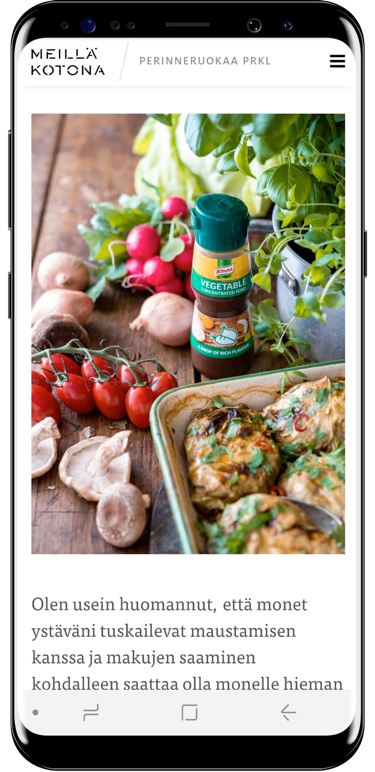 MEILLÄ
KOTONA
PERINNERUOKAA PRKL
Knorr
VEGETABLE
CONCENTRATED FOND
A DROP OF RICH FLAVOUR
Olen usein huomannut, että monet
ystäväni tuskailevat maustamisen
kanssa ja makujen saaminen
kohdalleen saattaa olla monelle hieman